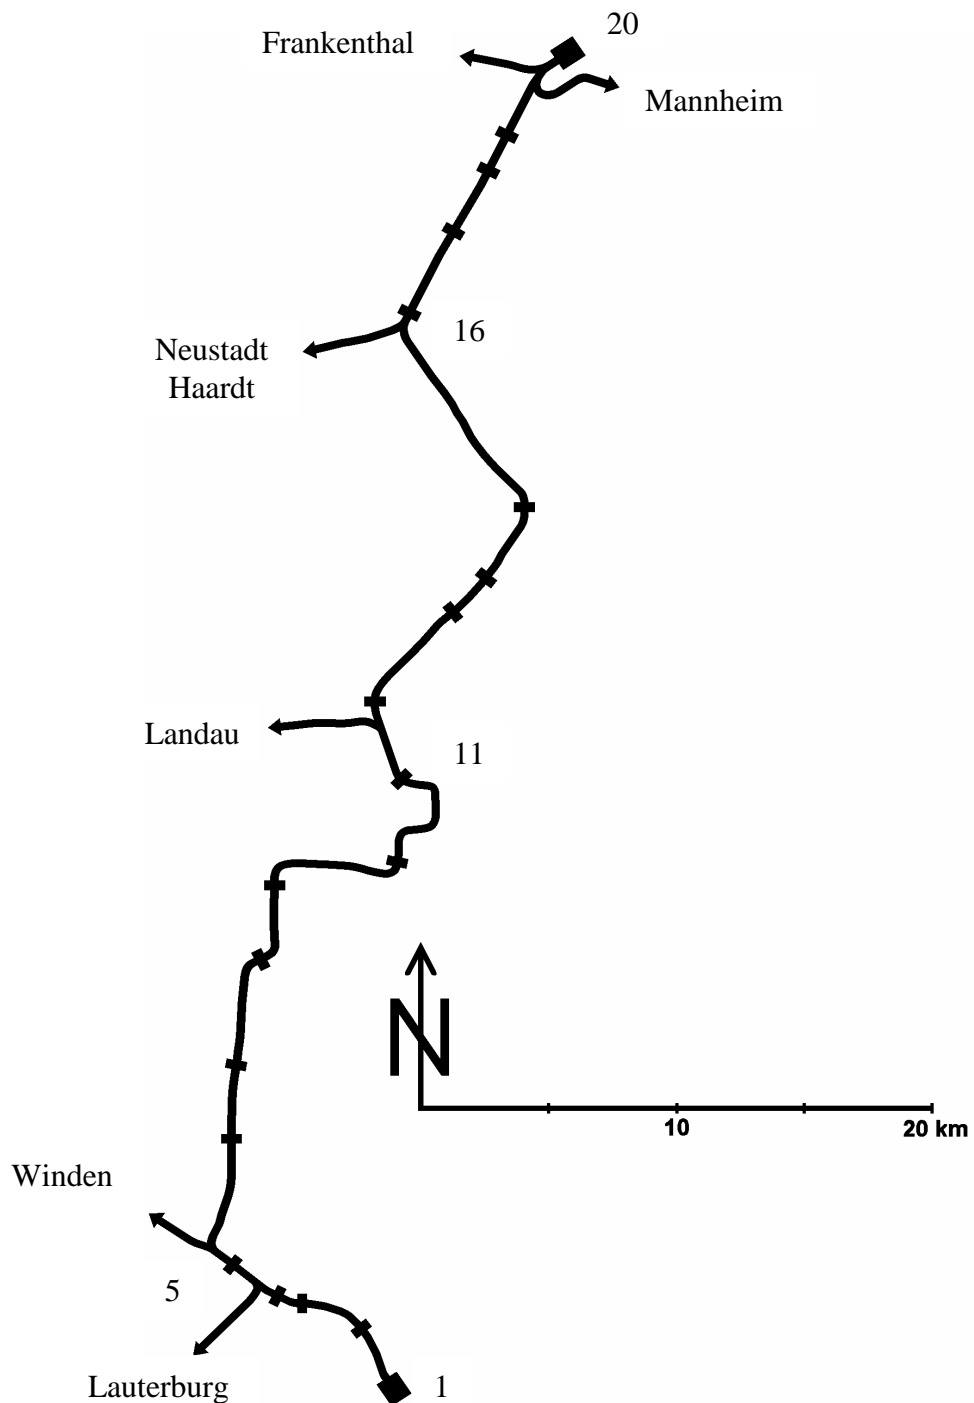 20
Frankenthal
Mannheim
16
Neustadt
Haardt
Landau
11
N
10
20 km
Winden
5
Lauterburg
1